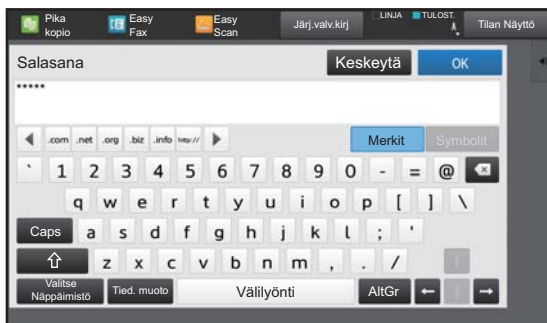 Pika kopio
Easy Fax
Easy Scan
Järj.valv.kirj
LINJA
TULOST.
Tilan Näyttö
Salasana
Keskeytä
OK
*****
.com .net .org .biz .info http://
Merkit
Symbolit
` 1 2 3 4 5 6 7 8 9 0 - = @
q w e r t y u i o p [ ] \
Caps a s d f g h j k l ; '
z x c v b n m , . /
Valitse Näppäimistö
Tied. muoto
Välilyönti
AltGr